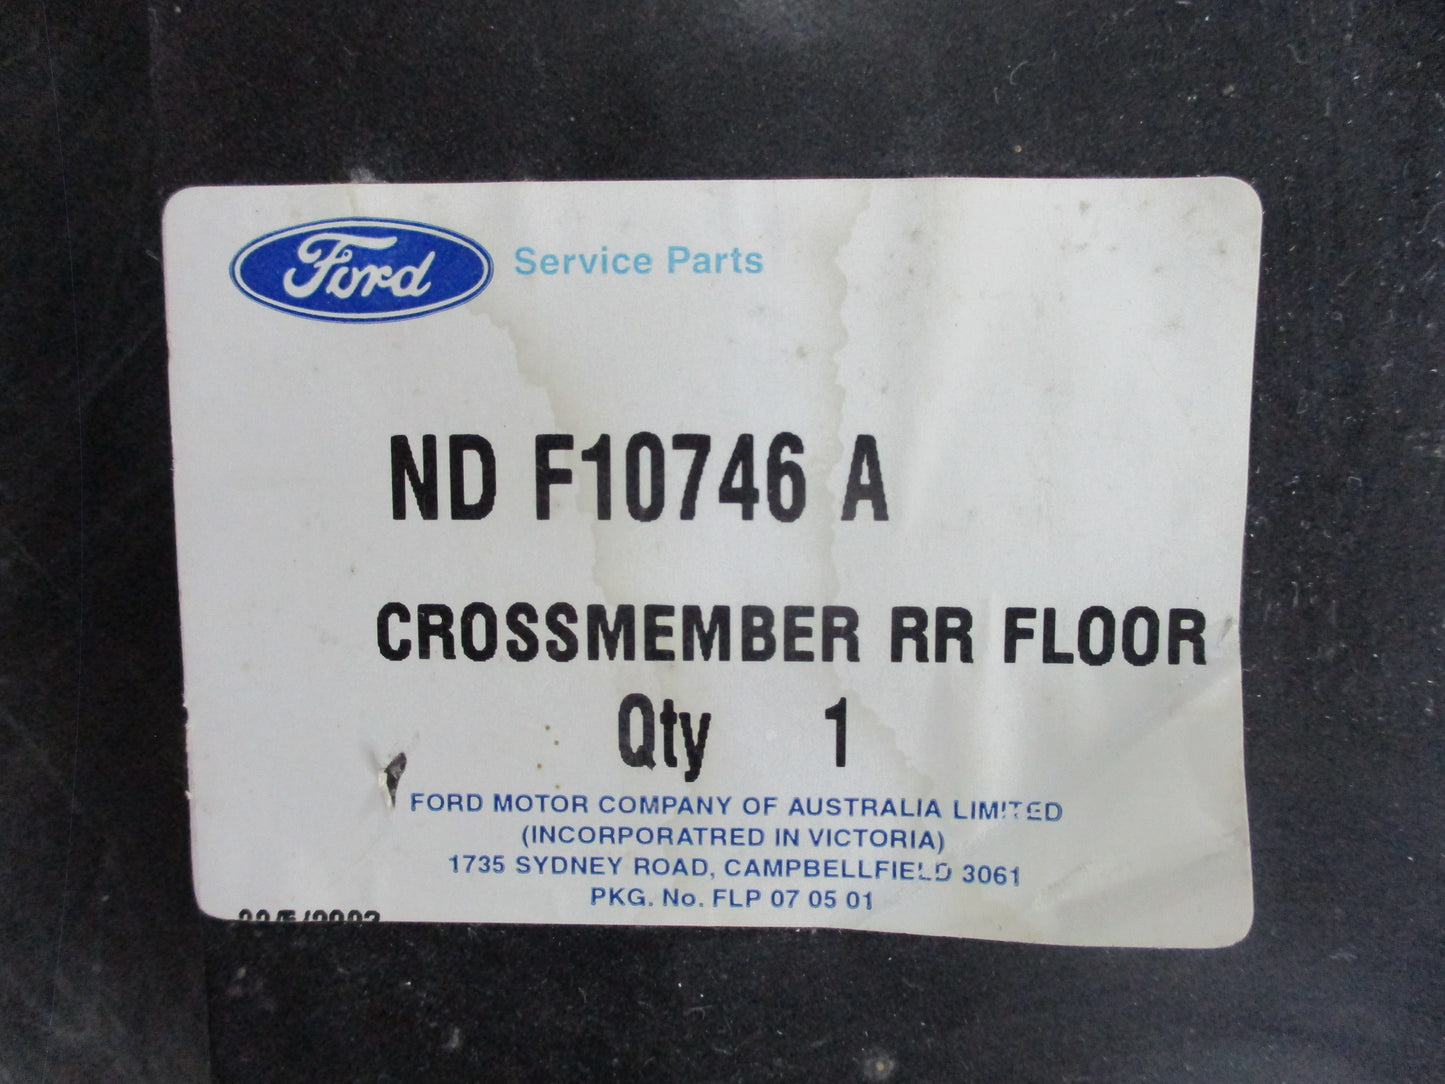 Ford Service Parts
ND F10746 A
CROSSMEMBER RR FLOOR
Qty 1
FORD MOTOR COMPANY OF AUSTRALIA LIMITED
(INCORPORATRED IN VICTORIA)
1735 SYDNEY ROAD, CAMPBELLFIELD 3061
PKG. No. FLP 07 05 01